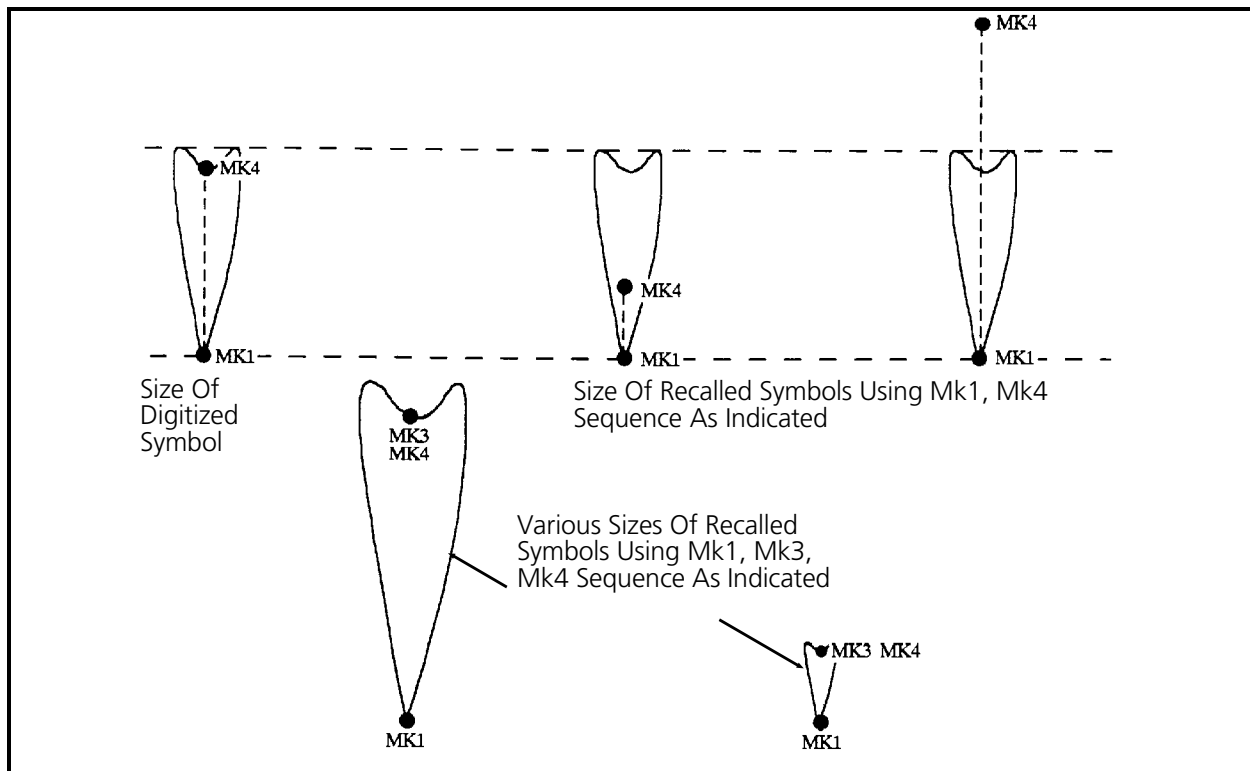 MK4
MK4
MK4
MK1
MK1
MK1
Size Of
Digitized
Symbol
Size Of Recalled Symbols Using Mk1, Mk4
Sequence As Indicated
MK3
MK4
Various Sizes Of Recalled
Symbols Using Mk1, Mk3,
Mk4 Sequence As Indicated
MK3 MK4
MK1
MK1